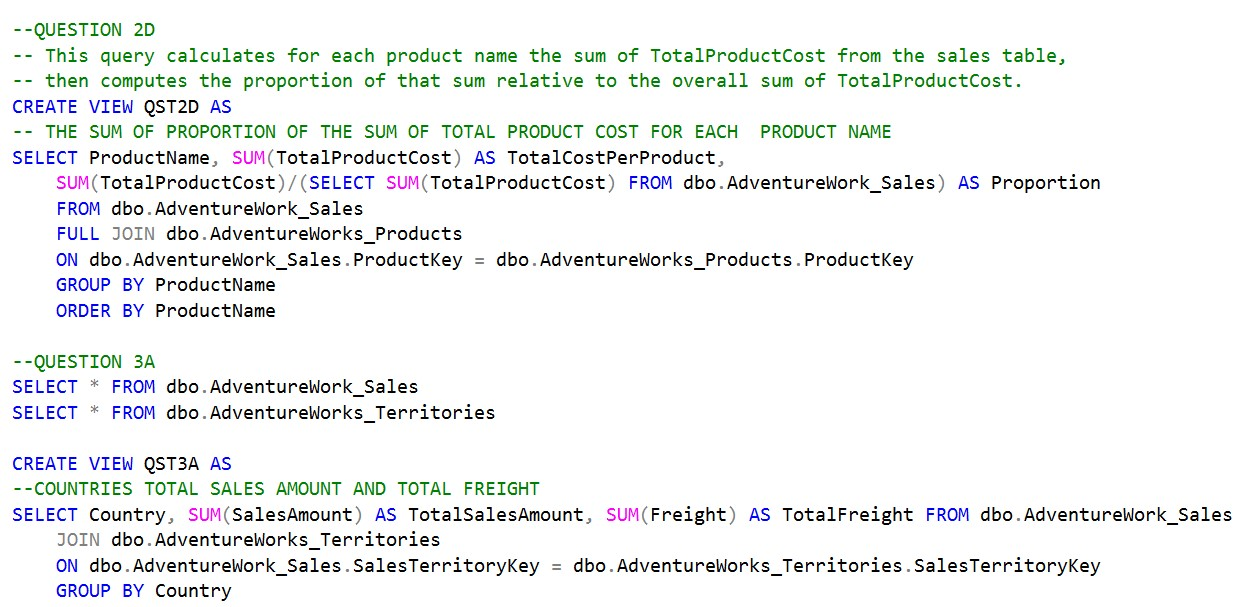 --QUESTION 2D
-- This query calculates for each product name the sum of TotalProductCost from the sales table,
-- then computes the proportion of that sum relative to the overall sum of TotalProductCost.
CREATE VIEW QST2D AS
-- THE SUM OF PROPORTION OF THE SUM OF TOTAL PRODUCT COST FOR EACH  PRODUCT NAME
SELECT ProductName, SUM(TotalProductCost) AS TotalCostPerProduct,
    SUM(TotalProductCost)/(SELECT SUM(TotalProductCost) FROM dbo.AdventureWork_Sales) AS Proportion
    FROM dbo.AdventureWork_Sales
    FULL JOIN dbo.AdventureWorks_Products
    ON dbo.AdventureWork_Sales.ProductKey = dbo.AdventureWorks_Products.ProductKey
    GROUP BY ProductName
    ORDER BY ProductName

--QUESTION 3A
SELECT * FROM dbo.AdventureWork_Sales
SELECT * FROM dbo.AdventureWorks_Territories

CREATE VIEW QST3A AS
--COUNTRIES TOTAL SALES AMOUNT AND TOTAL FREIGHT
SELECT Country, SUM(SalesAmount) AS TotalSalesAmount, SUM(Freight) AS TotalFreight FROM dbo.AdventureWork_Sales
    JOIN dbo.AdventureWorks_Territories
    ON dbo.AdventureWork_Sales.SalesTerritoryKey = dbo.AdventureWorks_Territories.SalesTerritoryKey
    GROUP BY Country